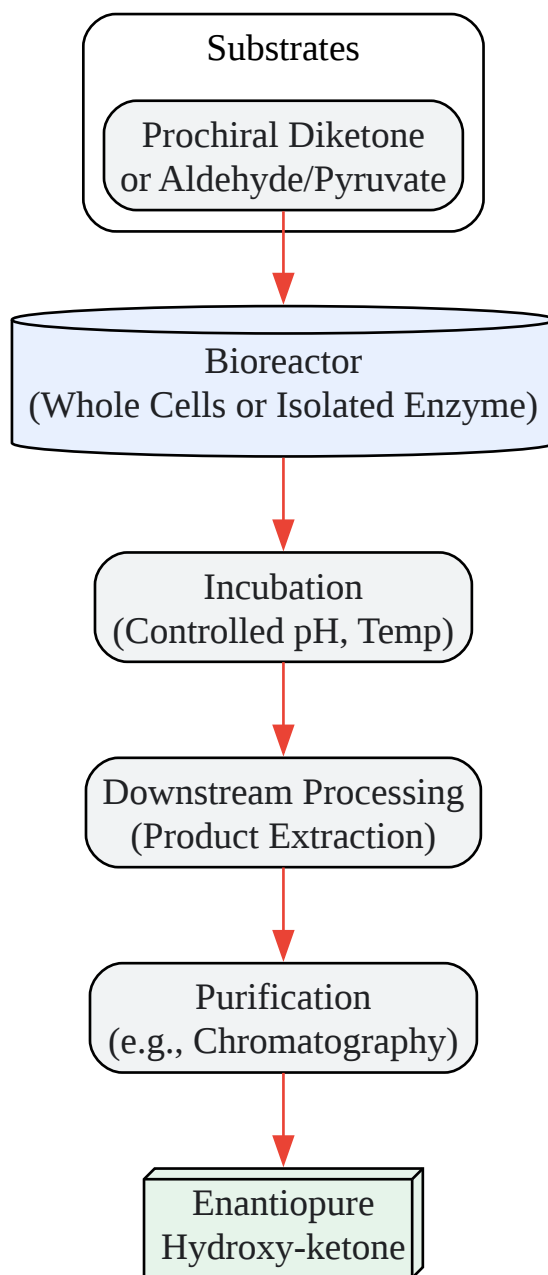 Substrates
Prochiral Diketone
or Aldehyde/Pyruvate
Bioreactor
(Whole Cells or Isolated Enzyme)
Incubation
(Controlled pH, Temp)
Downstream Processing
(Product Extraction)
Purification
(e.g., Chromatography)
Enantiopure
Hydroxy-ketone